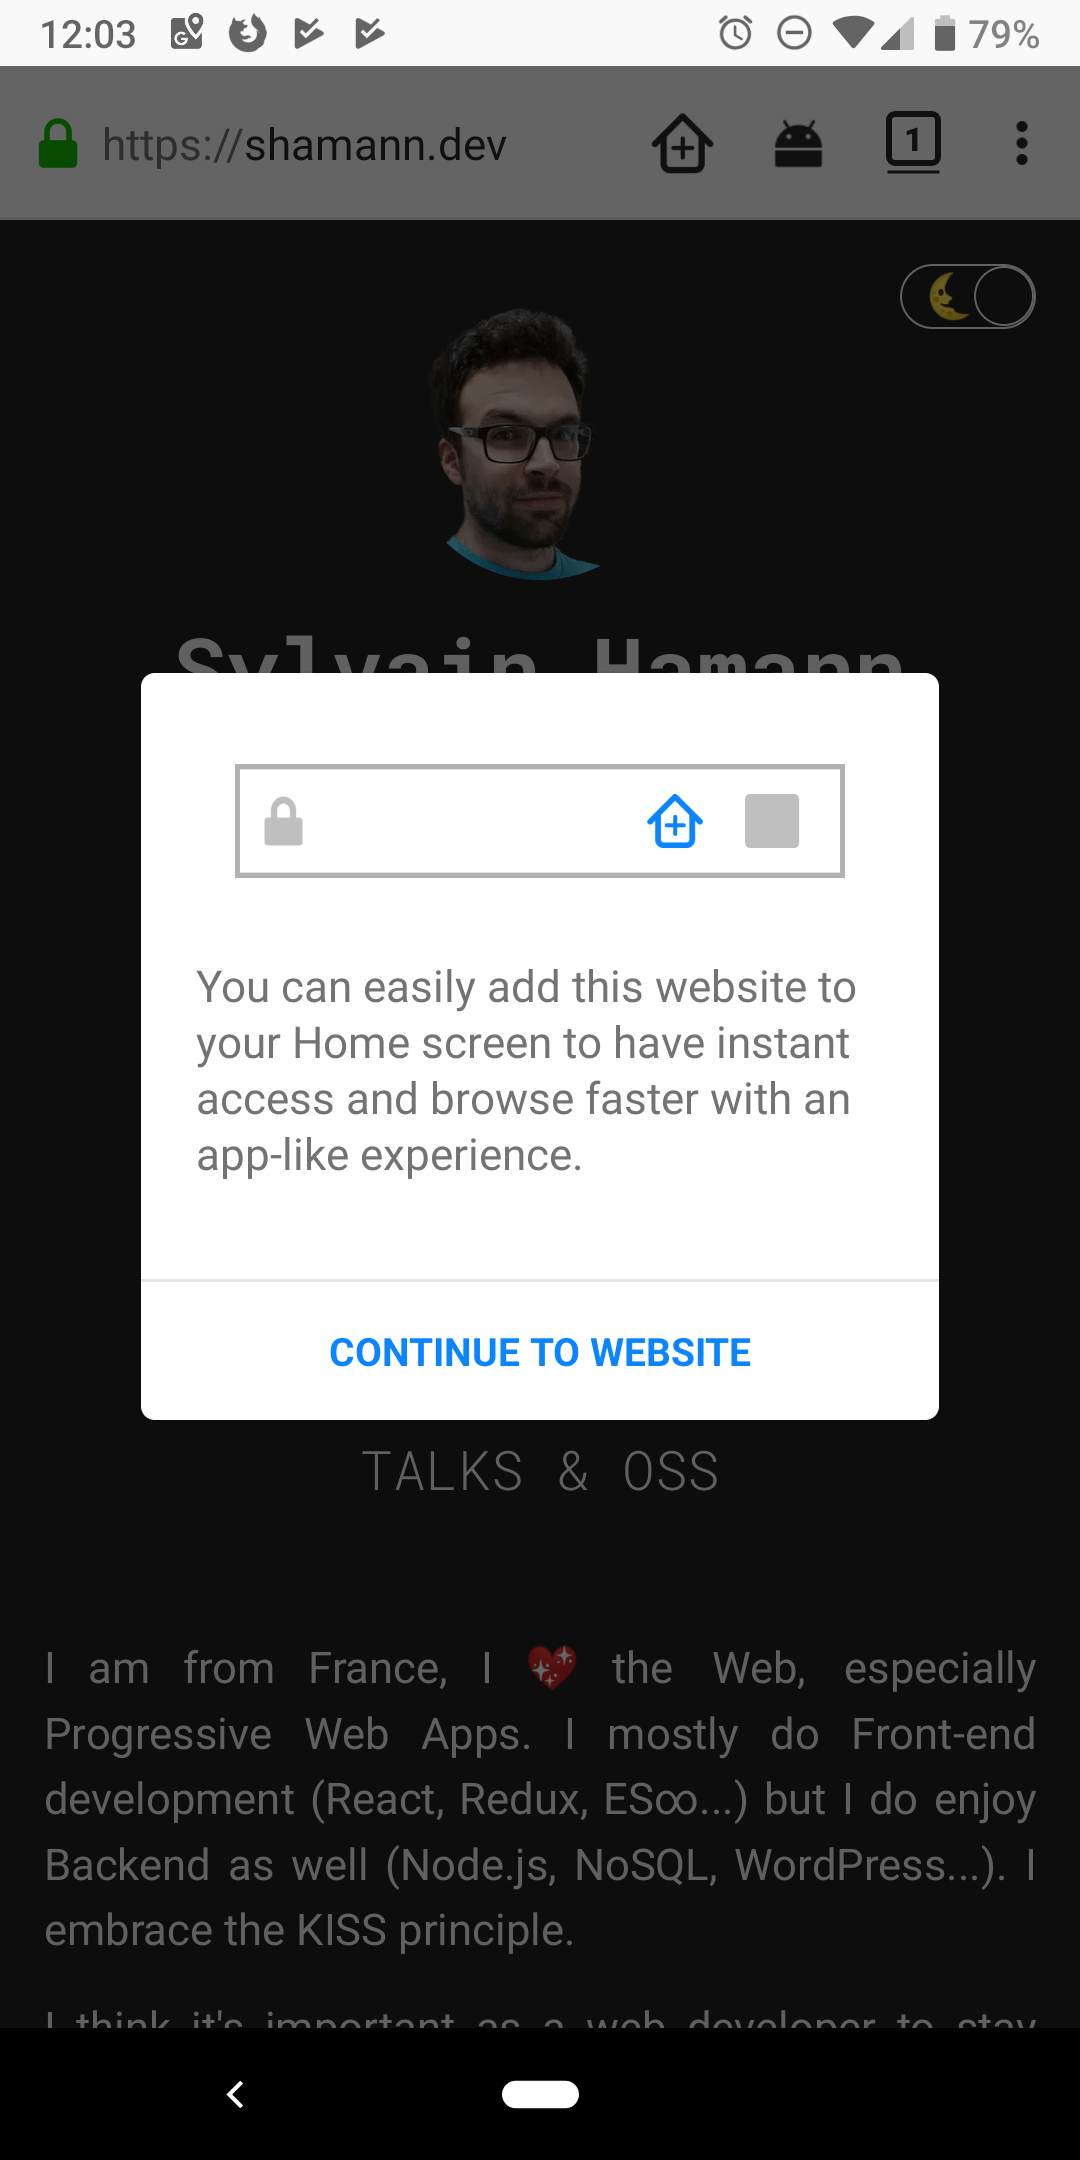 12:03
79%
https://shamann.dev
1
Sylvain Hamann
You can easily add this website to
your Home screen to have instant
access and browse faster with an
app-like experience.
CONTINUE TO WEBSITE
TALKS & OSS
I am from France, I 💖 the Web, especially
Progressive Web Apps. I mostly do Front-end
development (React, Redux, ES∞...) but I do enjoy
Backend as well (Node.js, NoSQL, WordPress...). I
embrace the KISS principle.
I think it's important as a web developer to stay